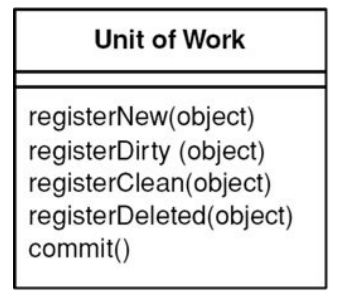 Unit of Work
registerNew(object)
registerDirty (object)
registerClean(object)
registerDeleted(object)
commit()